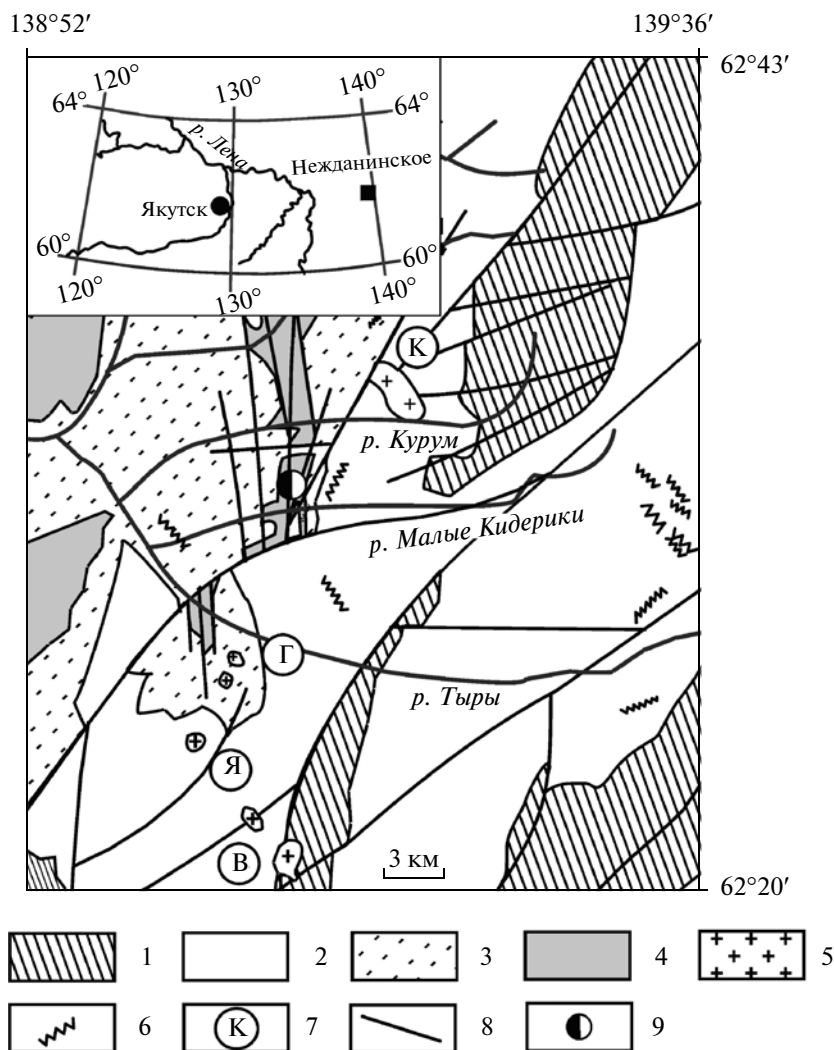 138°52′ 139°36′
62°43′
120° 130° 140°
64° 64°
р. Лена
Нежданинское
Якутск
60° 60°
120° 130° 140°
К
р. Курум
р. Малые Кидерики
Г
р. Тыры
Я
В
3 км
62°20′
1 2 3 4 5
6 К 7 8 9